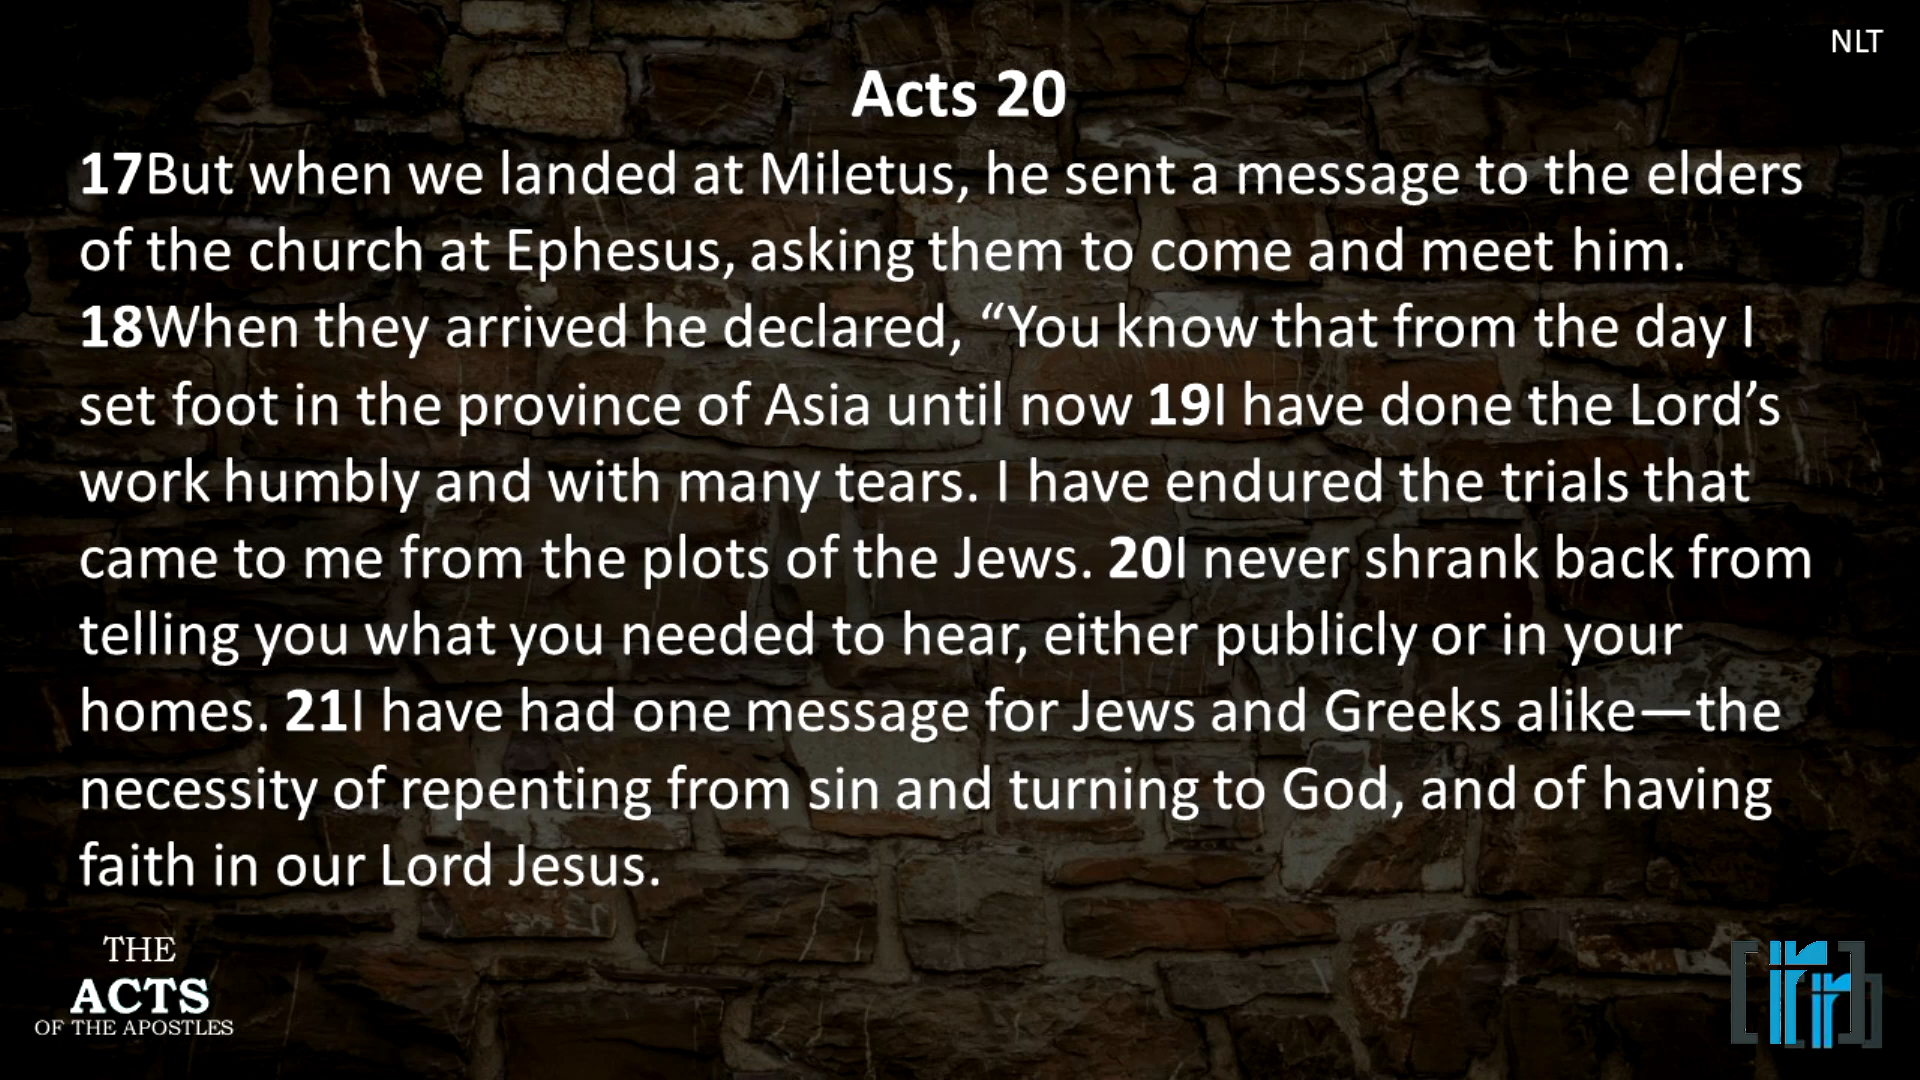 NLT
Acts 20
17But when we landed at Miletus, he sent a message to the elders
of the church at Ephesus, asking them to come and meet him.
18When they arrived he declared, “You know that from the day I
set foot in the province of Asia until now 19I have done the Lord’s
work humbly and with many tears. I have endured the trials that
came to me from the plots of the Jews. 20I never shrank back from
telling you what you needed to hear, either publicly or in your
homes. 21I have had one message for Jews and Greeks alike—the
necessity of repenting from sin and turning to God, and of having
faith in our Lord Jesus.
THE
ACTS
OF THE APOSTLES